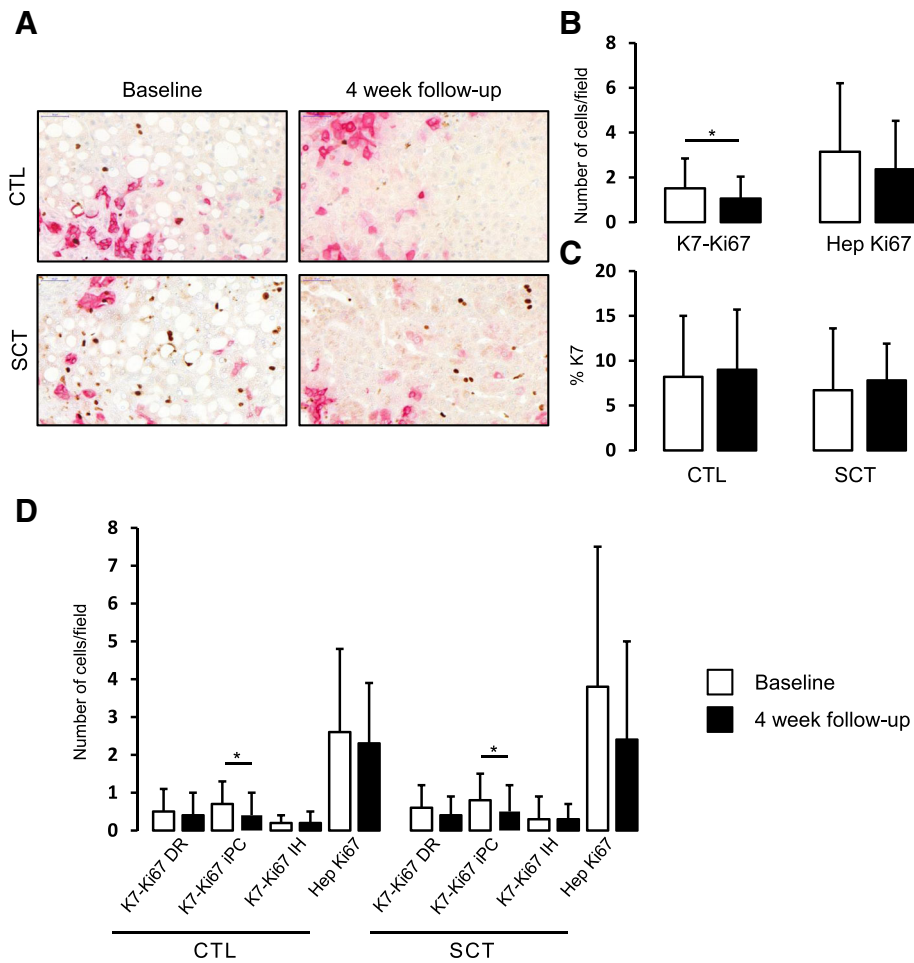 A
Baseline
4 week follow-up
CTL
SCT
B
Number of cells/field
8
6
4
2
0
*
K7-Ki67
Hep Ki67
C
% K7
20
15
10
5
0
CTL
SCT
D
Number of cells/field
8
7
6
5
4
3
2
1
0
*
*
K7-Ki67 DR
K7-Ki67 iPC
K7-Ki67 IH
Hep Ki67
K7-Ki67 DR
K7-Ki67 iPC
K7-Ki67 IH
Hep Ki67
CTL
SCT
Baseline
4 week follow-up